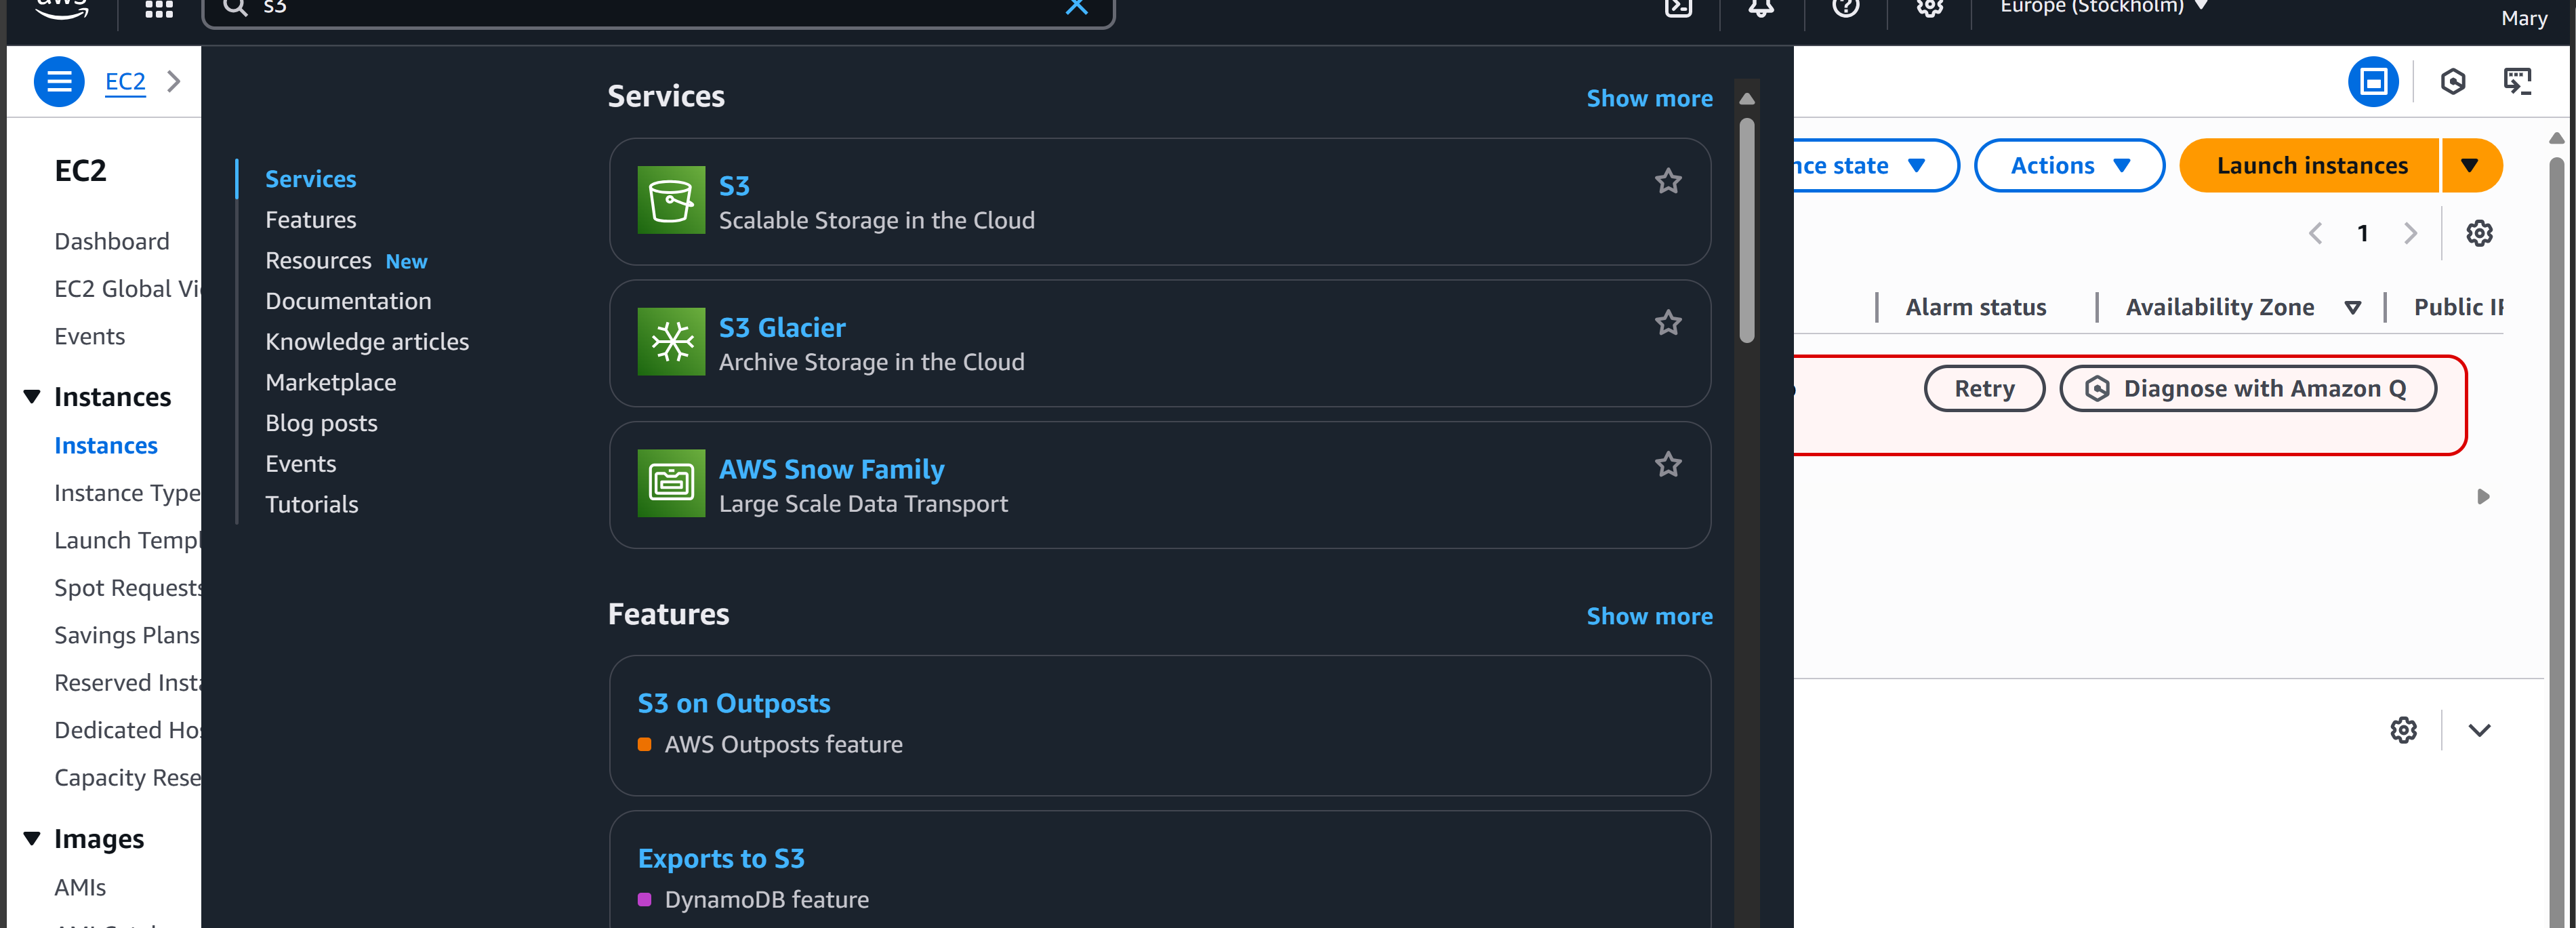 aws
s3
Europe (Stockholm)
Mary
EC2
EC2
Dashboard
EC2 Global Vi
Events
Instances
Instances
Instance Type
Launch Templ
Spot Requests
Savings Plans
Reserved Insta
Dedicated Hos
Capacity Rese
Images
AMIs
Services
Features
Resources New
Documentation
Knowledge articles
Marketplace
Blog posts
Events
Tutorials
Services
Show more
S3
Scalable Storage in the Cloud
S3 Glacier
Archive Storage in the Cloud
AWS Snow Family
Large Scale Data Transport
Features
Show more
S3 on Outposts
AWS Outposts feature
Exports to S3
DynamoDB feature
nce state
Actions
Launch instances
1
Alarm status
Availability Zone
Public IP
Retry
Diagnose with Amazon Q